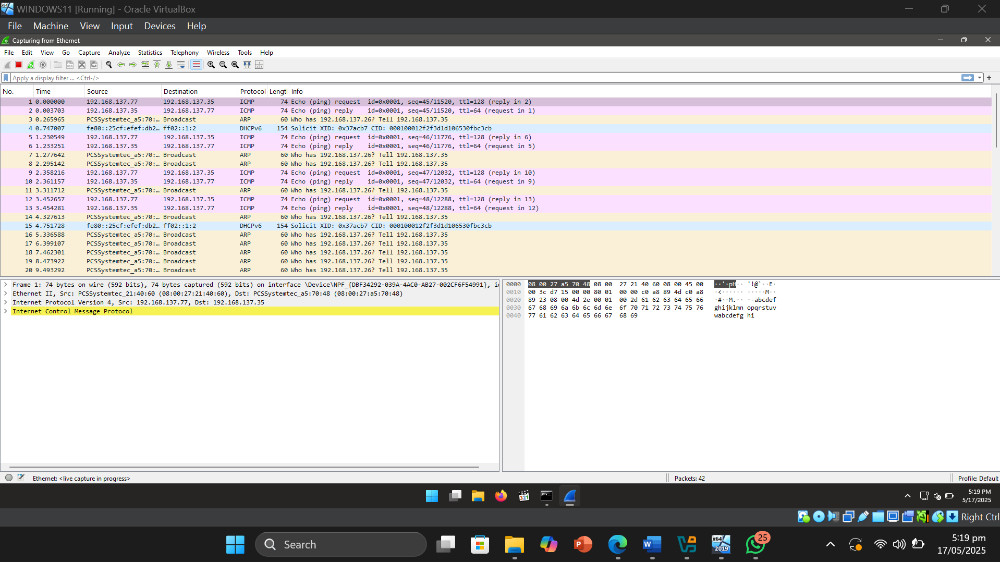 WINDOWS11 [Running] - Oracle VirtualBox
File Machine View Input Devices Help
Capturing from Ethernet
File Edit View Go Capture Analyze Statistics Telephony Wireless Tools Help
Apply a display filter ... <Ctrl-/>
No. Time Source Destination Protocol Lengtl Info
1 0.000000 192.168.137.77 192.168.137.35 ICMP 74 Echo (ping) request id=0x0001, seq=45/11520, ttl=128 (reply in 2)
2 0.003703 192.168.137.35 192.168.137.77 ICMP 74 Echo (ping) reply id=0x0001, seq=45/11520, ttl=64 (request in 1)
3 0.265965 PCSSystemtec_a5:70:… Broadcast ARP 60 Who has 192.168.137.26? Tell 192.168.137.35
4 0.747007 fe80::25cf:efef:db2… ff02::1:2 DHCPv6 154 Solicit XID: 0x37acb7 CID: 000100012f2f3d1d106530fbc3cb
5 1.230549 192.168.137.77 192.168.137.35 ICMP 74 Echo (ping) request id=0x0001, seq=46/11776, ttl=128 (reply in 6)
6 1.233251 192.168.137.35 192.168.137.77 ICMP 74 Echo (ping) reply id=0x0001, seq=46/11776, ttl=64 (request in 5)
7 1.277642 PCSSystemtec_a5:70:… Broadcast ARP 60 Who has 192.168.137.26? Tell 192.168.137.35
8 2.295142 PCSSystemtec_a5:70:… Broadcast ARP 60 Who has 192.168.137.26? Tell 192.168.137.35
9 2.358216 192.168.137.77 192.168.137.35 ICMP 74 Echo (ping) request id=0x0001, seq=47/12032, ttl=128 (reply in 10)
10 2.361157 192.168.137.35 192.168.137.77 ICMP 74 Echo (ping) reply id=0x0001, seq=47/12032, ttl=64 (request in 9)
11 3.311712 PCSSystemtec_a5:70:… Broadcast ARP 60 Who has 192.168.137.26? Tell 192.168.137.35
12 3.452657 192.168.137.77 192.168.137.35 ICMP 74 Echo (ping) request id=0x0001, seq=48/12288, ttl=128 (reply in 13)
13 3.454281 192.168.137.35 192.168.137.77 ICMP 74 Echo (ping) reply id=0x0001, seq=48/12288, ttl=64 (request in 12)
14 4.327613 PCSSystemtec_a5:70:… Broadcast ARP 60 Who has 192.168.137.26? Tell 192.168.137.35
15 4.751728 fe80::25cf:efef:db2… ff02::1:2 DHCPv6 154 Solicit XID: 0x37acb7 CID: 000100012f2f3d1d106530fbc3cb
16 5.336588 PCSSystemtec_a5:70:… Broadcast ARP 60 Who has 192.168.137.26? Tell 192.168.137.35
17 6.399107 PCSSystemtec_a5:70:… Broadcast ARP 60 Who has 192.168.137.26? Tell 192.168.137.35
18 7.462301 PCSSystemtec_a5:70:… Broadcast ARP 60 Who has 192.168.137.26? Tell 192.168.137.35
19 8.473922 PCSSystemtec_a5:70:… Broadcast ARP 60 Who has 192.168.137.26? Tell 192.168.137.35
20 9.493292 PCSSystemtec_a5:70:… Broadcast ARP 60 Who has 192.168.137.26? Tell 192.168.137.35
Frame 1: 74 bytes on wire (592 bits), 74 bytes captured (592 bits) on interface \Device\NPF_{DBF34292-039A-4AC0-AB27-002CF6F54991}, i
Ethernet II, Src: PCSSystemtec_21:40:60 (08:00:27:21:40:60), Dst: PCSSystemtec_a5:70:48 (08:00:27:a5:70:48)
Internet Protocol Version 4, Src: 192.168.137.77, Dst: 192.168.137.35
Internet Control Message Protocol
0000 08 00 27 a5 70 48 08 00 27 21 40 60 08 00 45 00 ··'·pH·· '!@`··E·
0010 00 3c d7 15 00 00 80 01 00 00 c0 a8 89 4d c0 a8 ·<······ ·····M··
0020 89 23 08 00 4d 2e 00 01 00 2d 61 62 63 64 65 66 ·#··M.·· ·-abcdef
0030 67 68 69 6a 6b 6c 6d 6e 6f 70 71 72 73 74 75 76 ghijklmn opqrstuv
0040 77 61 62 63 64 65 66 67 68 69 wabcdefg hi
Ethernet: <live capture in progress>
Packets: 42
Profile: Default
321
5:19 PM
5/17/2025
Right Ctrl
Search
x64
2019
25
5:19 pm
17/05/2025